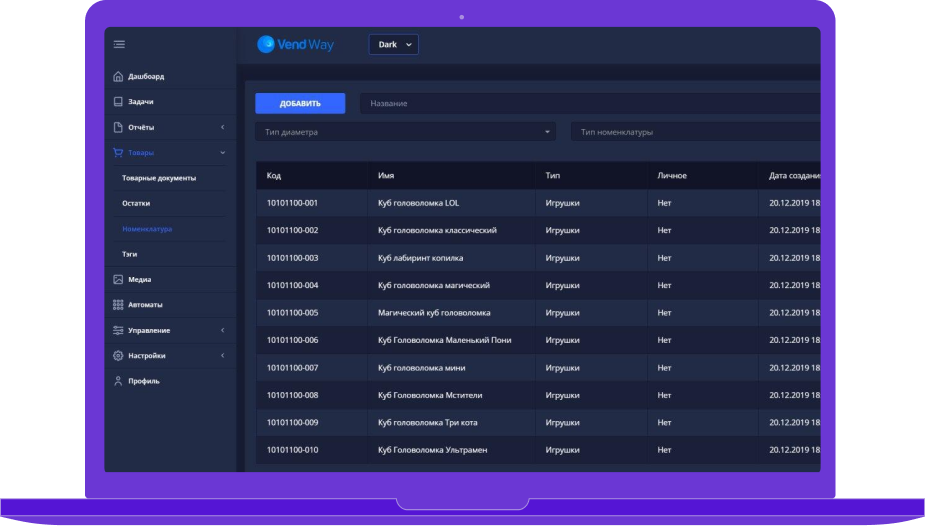 Vend Way
Dark
Дашбоард
Задачи
Отчёты
Товары
Товарные документы
Остатки
Номенклатура
Тэги
Медиа
Автоматы
Управление
Настройки
Профиль
ДОБАВИТЬ
Название
Тип диаметра
Тип номенклатуры
Код Имя Тип Личное Дата создани
10101100-001 Куб головоломка LOL Игрушки Нет 20.12.2019 18
10101100-002 Куб головоломка классический Игрушки Нет 20.12.2019 18
10101100-003 Куб лабиринт копилка Игрушки Нет 20.12.2019 18
10101100-004 Куб головоломка магический Игрушки Нет 20.12.2019 18
10101100-005 Магический куб головоломка Игрушки Нет 20.12.2019 18
10101100-006 Куб Головоломка Маленький Пони Игрушки Нет 20.12.2019 18
10101100-007 Куб головоломка мини Игрушки Нет 20.12.2019 18
10101100-008 Куб Головоломка Мстители Игрушки Нет 20.12.2019 18
10101100-009 Куб головоломка Три кота Игрушки Нет 20.12.2019 18
10101100-010 Куб Головоломка Ультрамен Игрушки Нет 20.12.2019 18